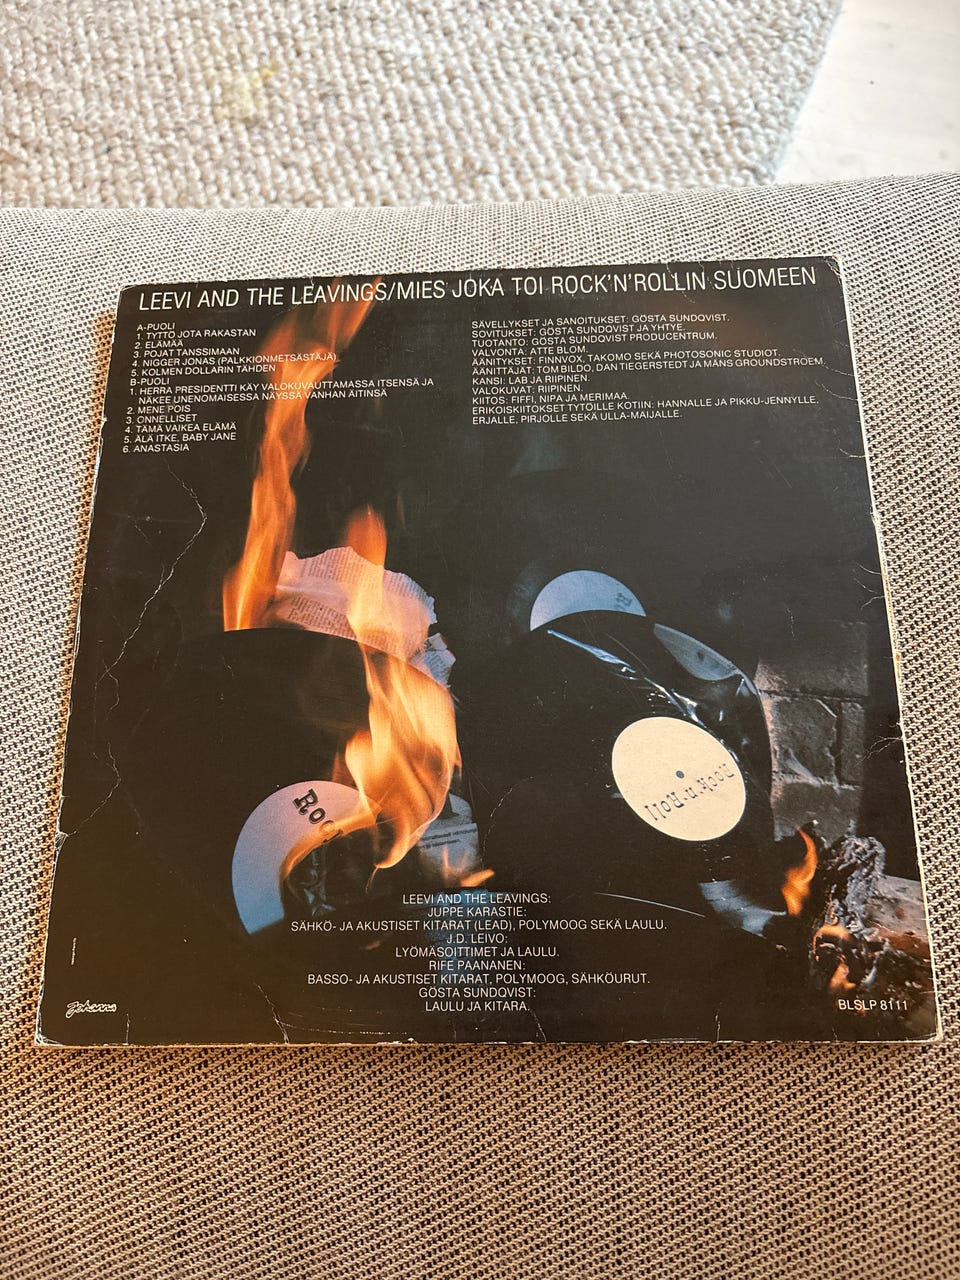 LEEVI AND THE LEAVINGS/MIES JOKA TOI ROCK'N'ROLLIN SUOMEEN
A-PUOLI
1. TYTTÖ JOTA RAKASTAN
2. ELÄMÄÄ
3. POJAT TANSSIMAAN
4. NIGGER JONAS (PALKKIONMETSÄSTÄJÄ)
5. KOLMEN DOLLARIN TÄHDEN
B-PUOLI
1. HERRA PRESIDENTTI KÄY VALOKUVAUTTAMASSA ITSENSÄ JA
NÄKEE UNENOMAISESSA NÄYSSÄ VANHAN ÄITINSÄ
2. MENE POIS
3. ONNELLISET
4. TÄMÄ VAIKEA ELÄMÄ
5. ÄLÄ ITKE, BABY JANE
6. ANASTASIA
SÄVELLYKSET JA SANOITUKSET: GÖSTA SUNDQVIST.
SOVITUKSET: GÖSTA SUNDQVIST JA YHTYE.
TUOTANTO: GÖSTA SUNDQVIST PRODUCENTRUM.
VALVONTA: ATTE BLOM.
ÄÄNITYKSET: FINNVOX, TAKOMO SEKÄ PHOTOSONIC STUDIOT.
ÄÄNITTÄJÄT: TOM BILDO, DAN TIEGERSTEDT JA MÅNS GROUNDSTROEM.
KANSI: LAB JA RIIPINEN.
VALOKUVAT: RIIPINEN.
KIITOS: FIFFI, NIPA JA MERIMAA.
ERIKOISKIITOKSET TYTÖILLE KOTIIN: HANNALLE JA PIKKU-JENNYLLE,
ERJALLE, PIRJOLLE SEKÄ ULLA-MAIJALLE.
Rock-n-Roll
LEEVI AND THE LEAVINGS:
JUPPE KARASTIE:
SÄHKÖ- JA AKUSTISET KITARAT (LEAD), POLYMOOG SEKÄ LAULU.
J.D. LEIVO:
LYÖMÄSOITTIMET JA LAULU.
RIFE PAANANEN:
BASSO- JA AKUSTISET KITARAT, POLYMOOG, SÄHKÖURUT.
GÖSTA SUNDQVIST:
LAULU JA KITARA.
Johanna
BLSLP 8111